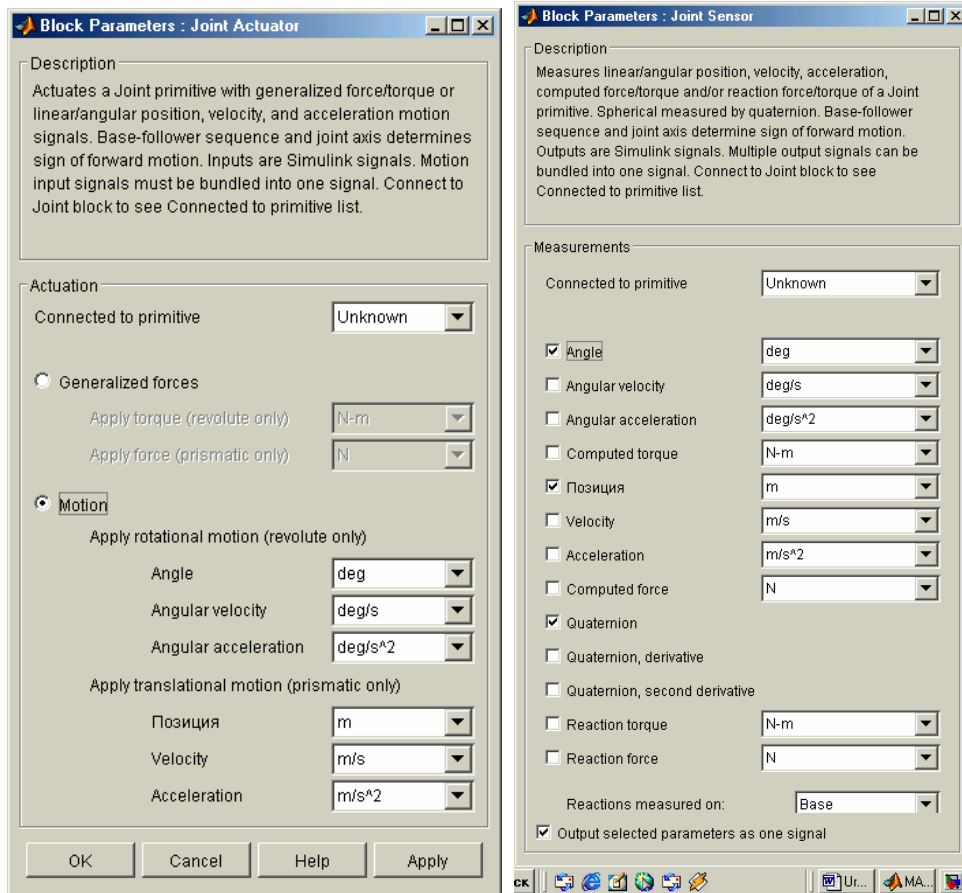 Block Parameters : Joint Actuator
Description
Actuates a Joint primitive with generalized force/torque or
linear/angular position, velocity, and acceleration motion
signals. Base-follower sequence and joint axis determines
sign of forward motion. Inputs are Simulink signals. Motion
input signals must be bundled into one signal. Connect to
Joint block to see Connected to primitive list.
Actuation
Connected to primitive Unknown
Generalized forces
Apply torque (revolute only) N-m
Apply force (prismatic only) N
Motion
Apply rotational motion (revolute only)
Angle deg
Angular velocity deg/s
Angular acceleration deg/s^2
Apply translational motion (prismatic only)
Позиция m
Velocity m/s
Acceleration m/s^2
OK Cancel Help Apply
Block Parameters : Joint Sensor
Description
Measures linear/angular position, velocity, acceleration,
computed force/torque and/or reaction force/torque of a Joint
primitive. Spherical measured by quaternion. Base-follower
sequence and joint axis determine sign of forward motion.
Outputs are Simulink signals. Multiple output signals can be
bundled into one signal. Connect to Joint block to see
Connected to primitive list.
Measurements
Connected to primitive Unknown
Angle deg
Angular velocity deg/s
Angular acceleration deg/s^2
Computed torque N-m
Позиция m
Velocity m/s
Acceleration m/s^2
Computed force N
Quaternion
Quaternion, derivative
Quaternion, second derivative
Reaction torque N-m
Reaction force N
Reactions measured on: Base
Output selected parameters as one signal
ск Ur... MA...